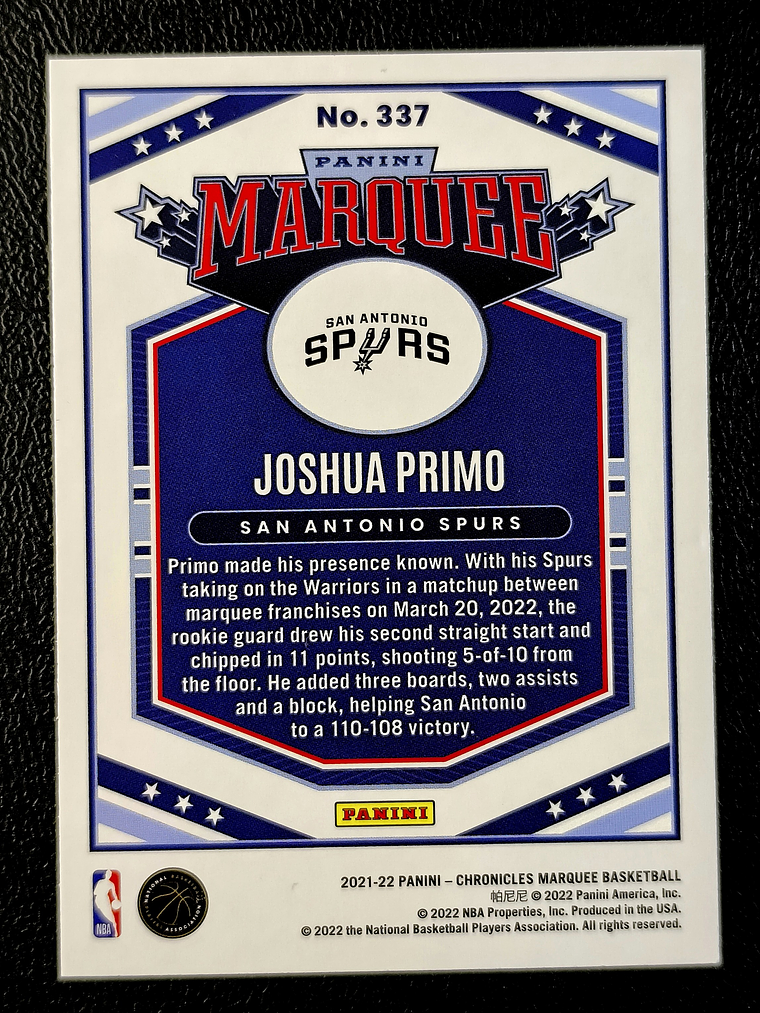 No. 337
PANINI
MARQUEE
SAN ANTONIO
SPURS
JOSHUA PRIMO
SAN ANTONIO SPURS
Primo made his presence known. With his Spurs
taking on the Warriors in a matchup between
marquee franchises on March 20, 2022, the
rookie guard drew his second straight start and
chipped in 11 points, shooting 5-of-10 from
the floor. He added three boards, two assists
and a block, helping San Antonio
to a 110-108 victory.
PANINI
2021-22 PANINI – CHRONICLES MARQUEE BASKETBALL
帕尼尼 © 2022 Panini America, Inc.
© 2022 NBA Properties, Inc. Produced in the USA.
© 2022 the National Basketball Players Association. All rights reserved.
NBA
NATIONAL BASKETBALL
ASSOCIATION